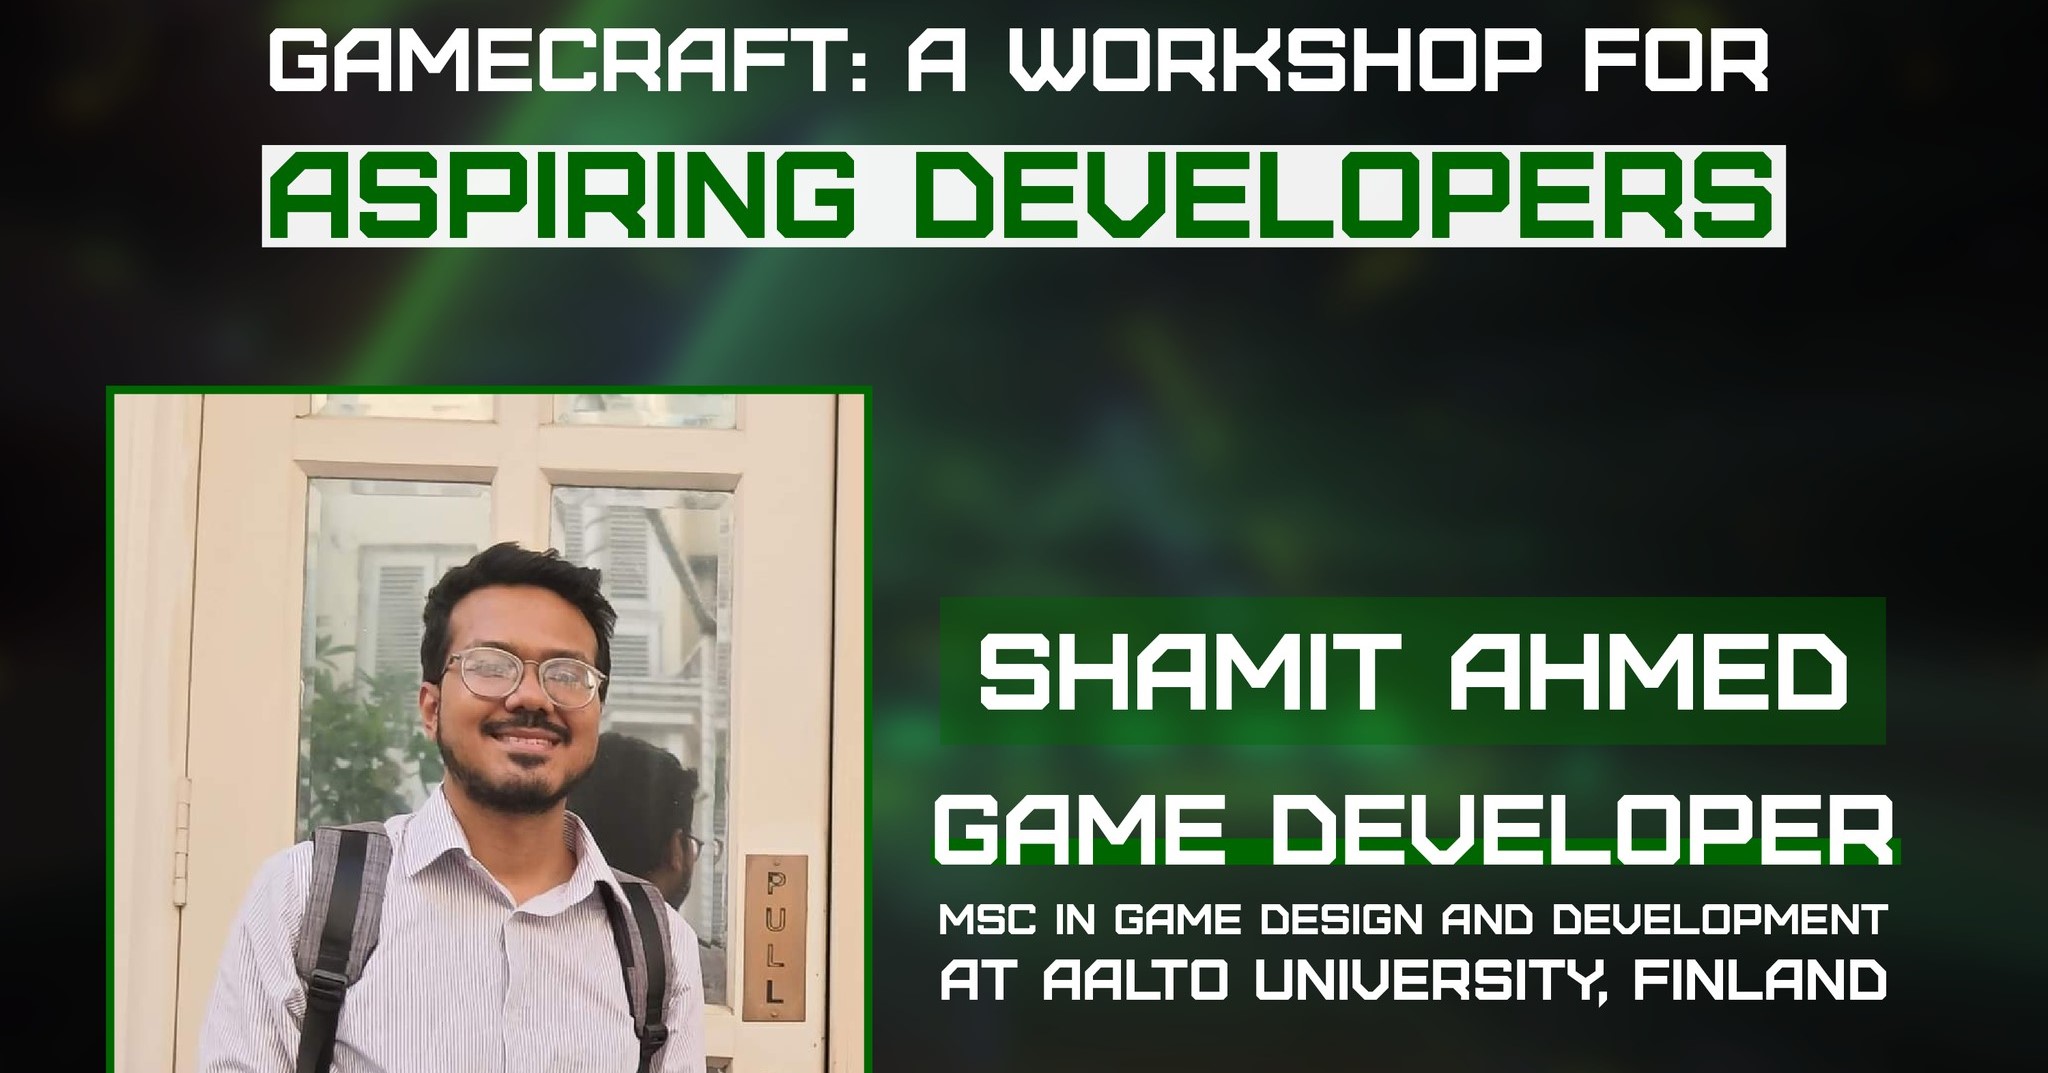 GAMECRAFT: A WORKSHOP FOR
ASPIRING DEVELOPERS
SHAMIT AHMED
GAME DEVELOPER
MSC IN GAME DESIGN AND DEVELOPMENT
AT AALTO UNIVERSITY, FINLAND
PULL